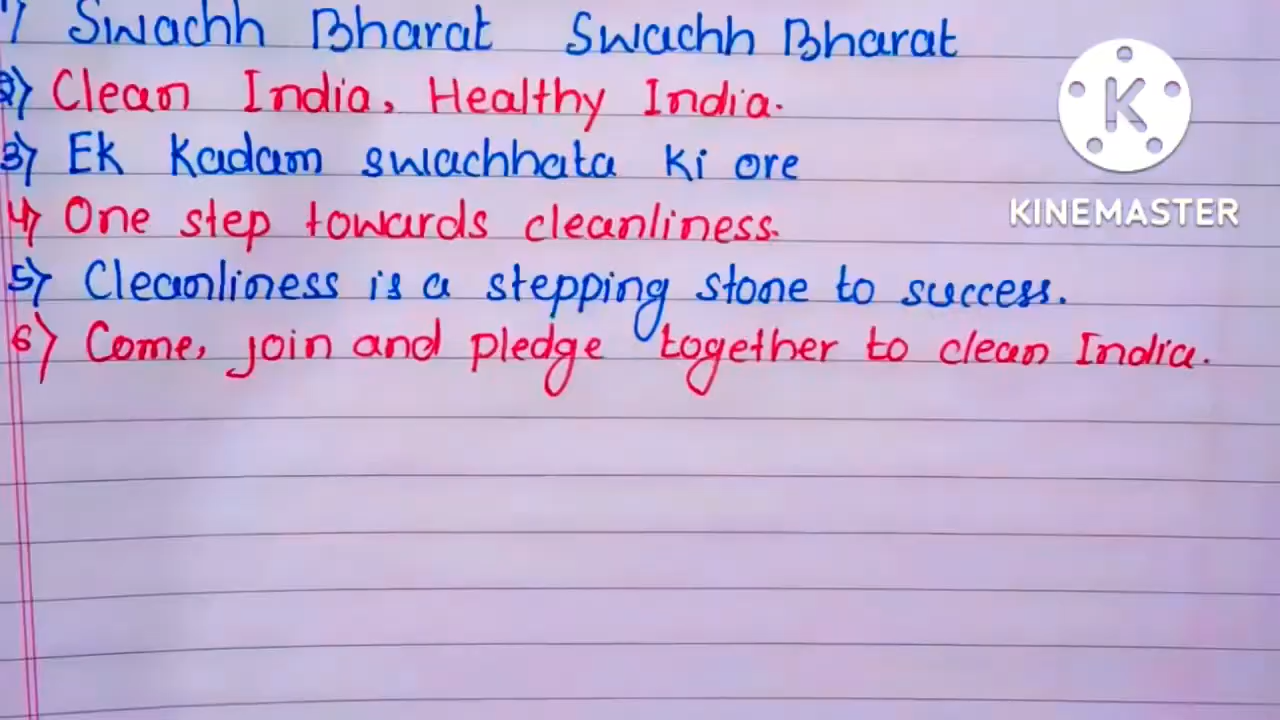 1) Swachh Bharat Swachh Bharat
2) Clean India, Healthy India.
3) Ek Kadam swachhata Ki ore
4) One step towards cleanliness.
5) Cleanliness is a stepping stone to success.
6) Come, join and pledge together to clean India.
KINEMASTER